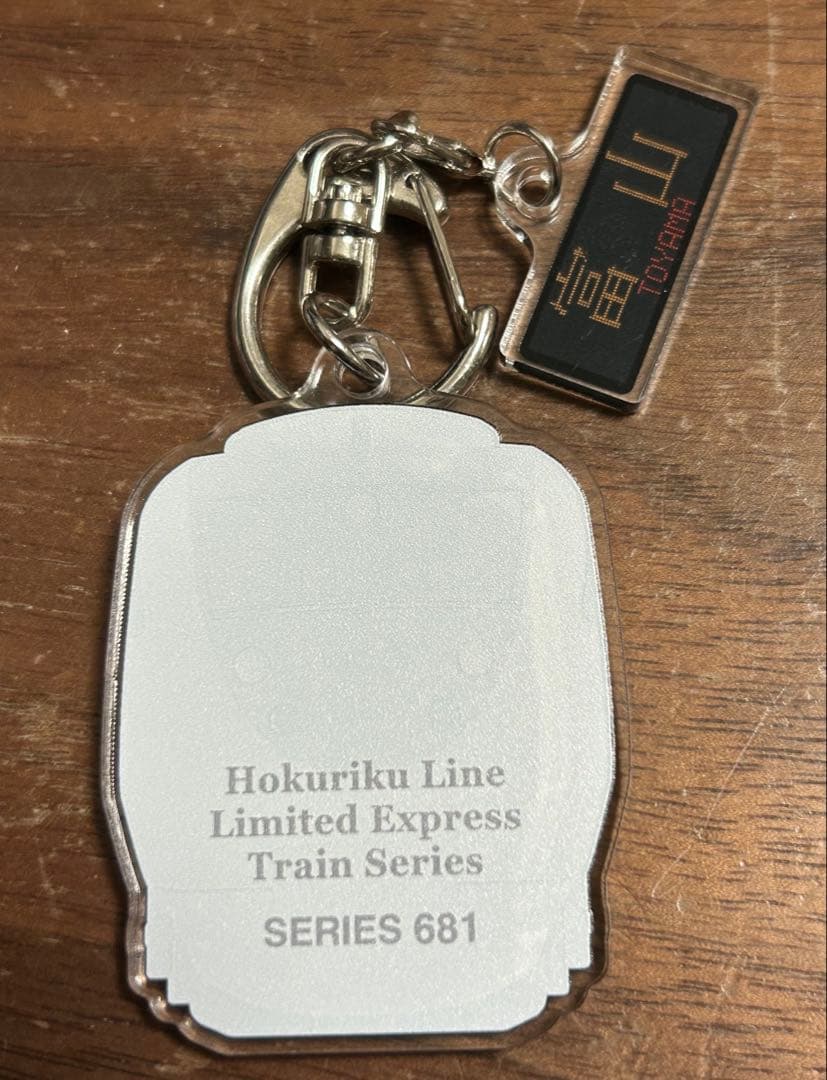 富山
TOYAMA
Hokuriku Line
Limited Express
Train Series
SERIES 681